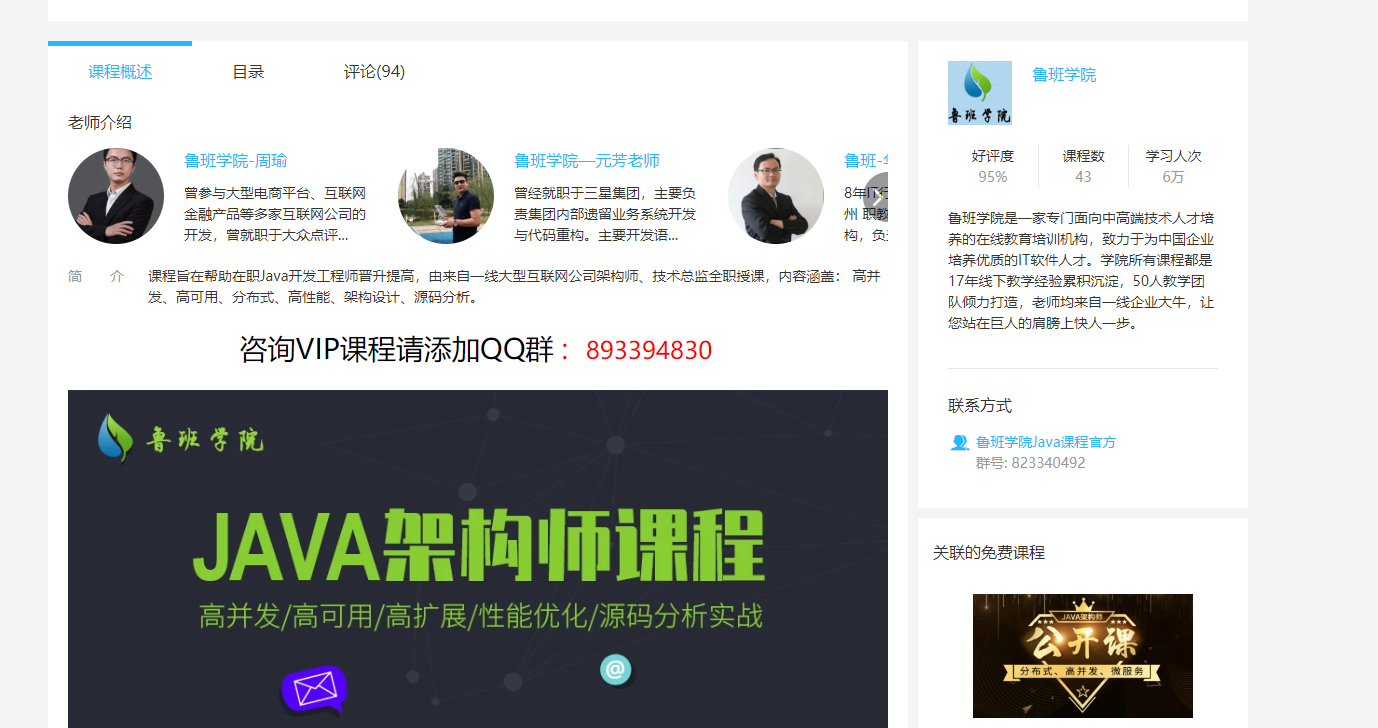 课程概述
目录
评论(94)
老师介绍
鲁班学院-周瑜
曾参与大型电商平台、互联网
金融产品等多家互联网公司的
开发，曾就职于大众点评...
鲁班学院—元芳老师
曾经就职于三星集团，主要负
责集团内部遗留业务系统开发
与代码重构。主要开发语...
鲁班-
8年IT行
州 职教
构，负
简 介
课程旨在帮助在职Java开发工程师晋升提高，由来自一线大型互联网公司架构师、技术总监全职授课，内容涵盖： 高并
发、高可用、分布式、高性能、架构设计、源码分析。
咨询VIP课程请添加QQ群：893394830
鲁班学院
JAVA架构师课程
高并发/高可用/高扩展/性能优化/源码分析实战
@
鲁班学院
鲁班学院
好评度
95%
课程数
43
学习人次
6万
鲁班学院是一家专门面向中高端技术人才培
养的在线教育培训机构，致力于为中国企业
培养优质的IT软件人才。学院所有课程都是
17年线下教学经验累积沉淀，50人教学团
队倾力打造，老师均来自一线企业大牛，让
您站在巨人的肩膀上快人一步。
联系方式
鲁班学院Java课程官方
群号: 823340492
关联的免费课程
JAVA架构师
公开课
分布式、高并发、微服务